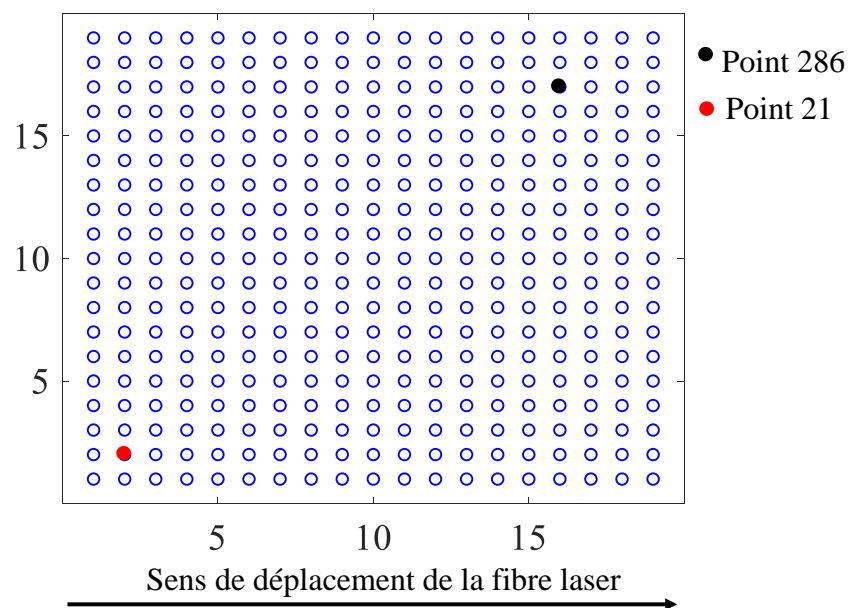 Point 286
Point 21
15
10
5
5 10 15
Sens de déplacement de la fibre laser